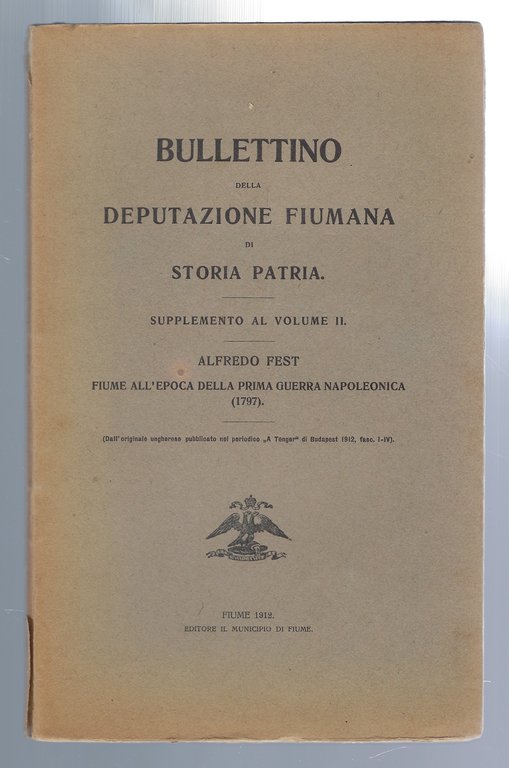 BULLETTINO
DELLA
DEPUTAZIONE FIUMANA
DI
STORIA PATRIA.
SUPPLEMENTO AL VOLUME II.
ALFREDO FEST
FIUME ALL'EPOCA DELLA PRIMA GUERRA NAPOLEONICA
(1797).
(Dall'originale ungherese pubblicato nel periodico „A Tenger" di Budapest 1912, fasc. I-IV).
FIUME 1912.
EDITORE IL MUNICIPIO DI FIUME.